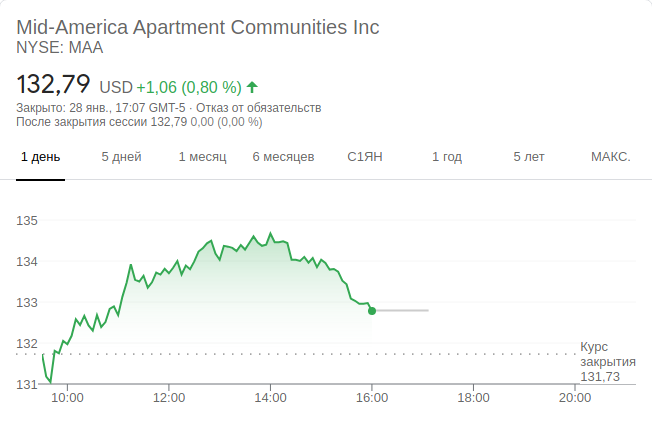 Mid-America Apartment Communities Inc
NYSE: MAA
132,79 USD +1,06 (0,80 %)
Закрыто: 28 янв., 17:07 GMT-5 · Отказ от обязательств
После закрытия сессии 132,79 0,00 (0,00 %)
1 день 5 дней 1 месяц 6 месяцев С1ЯН 1 год 5 лет МАКС.
135
134
133
132
131
Курс
закрытия
131,73
10:00 12:00 14:00 16:00 18:00 20:00